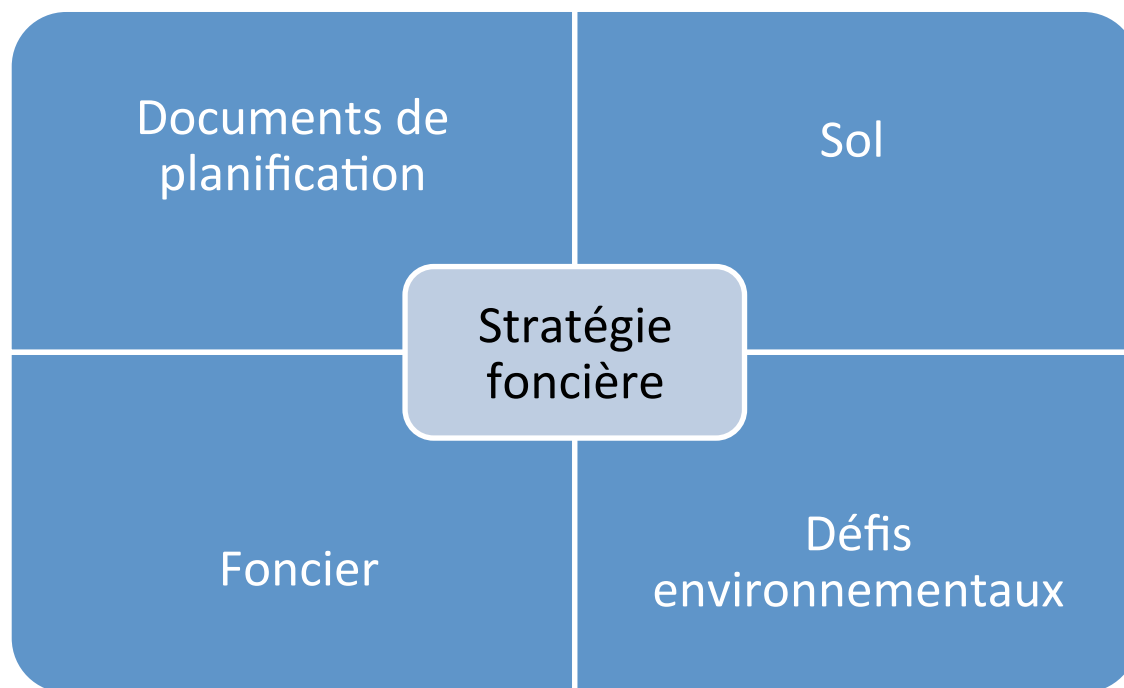 Documents de
planification
Sol
Stratégie
foncière
Foncier
Défis
environnementaux